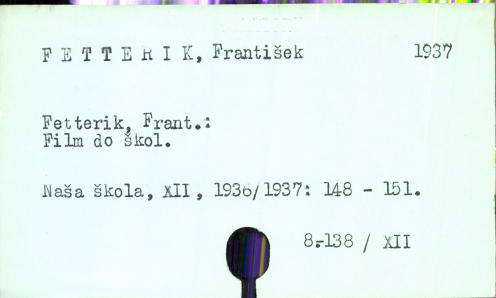 F E T T E R I K, František 1937
Fetterik, Frant.:
Film do škol.
Naša škola, XII, 1936/1937: 148 - 151.
8.-138 / XII